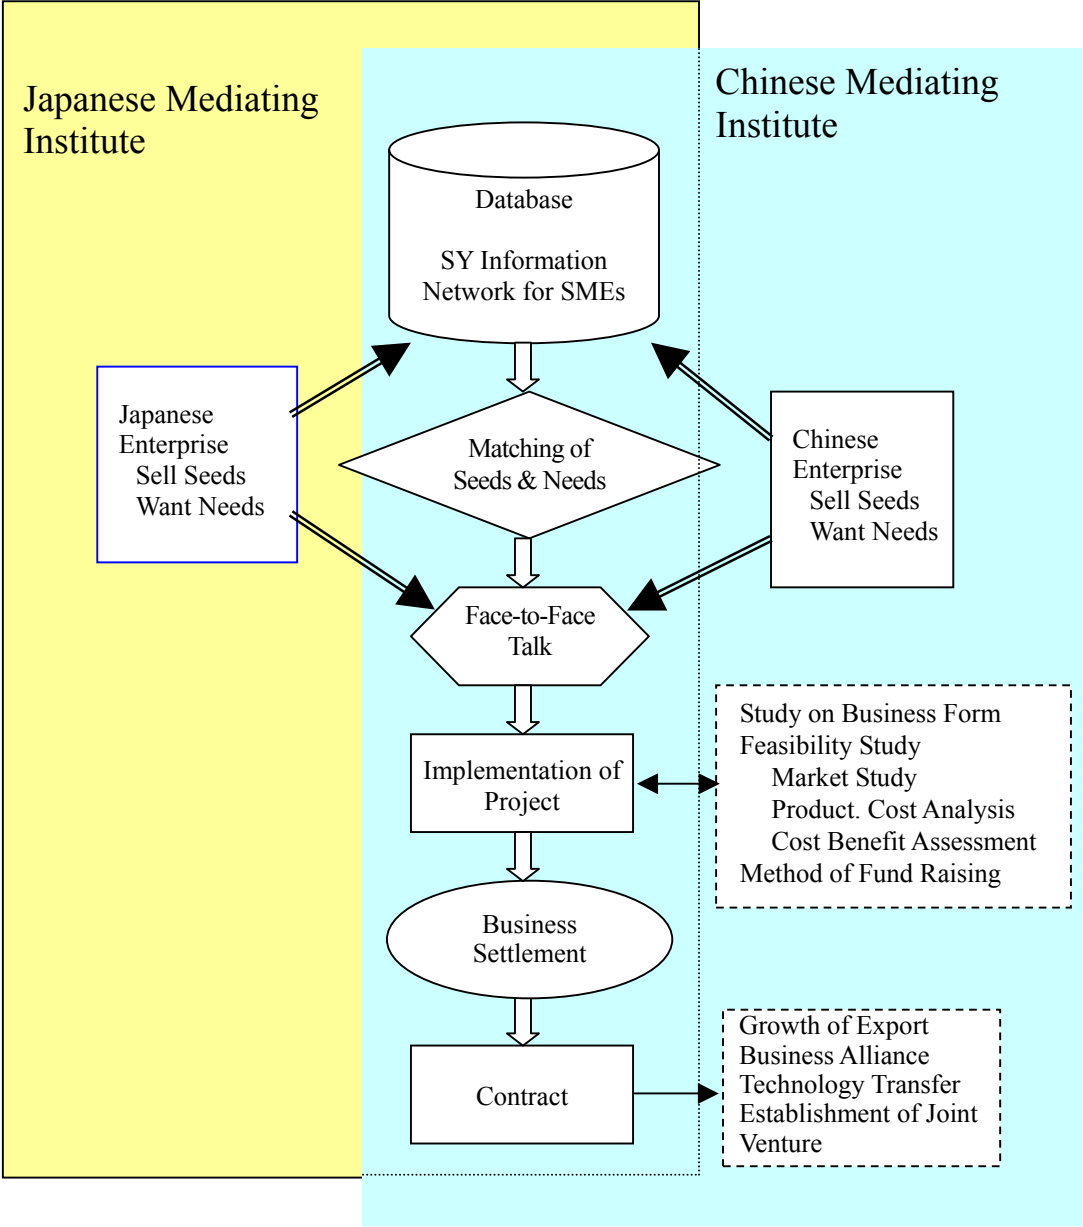 Japanese Mediating
Institute
Chinese Mediating
Institute
Database
SY Information
Network for SMEs
Japanese
Enterprise
Sell Seeds
Want Needs
Matching of
Seeds & Needs
Chinese
Enterprise
Sell Seeds
Want Needs
Face-to-Face
Talk
Implementation of
Project
Study on Business Form
Feasibility Study
Market Study
Product. Cost Analysis
Cost Benefit Assessment
Method of Fund Raising
Business
Settlement
Contract
Growth of Export
Business Alliance
Technology Transfer
Establishment of Joint
Venture